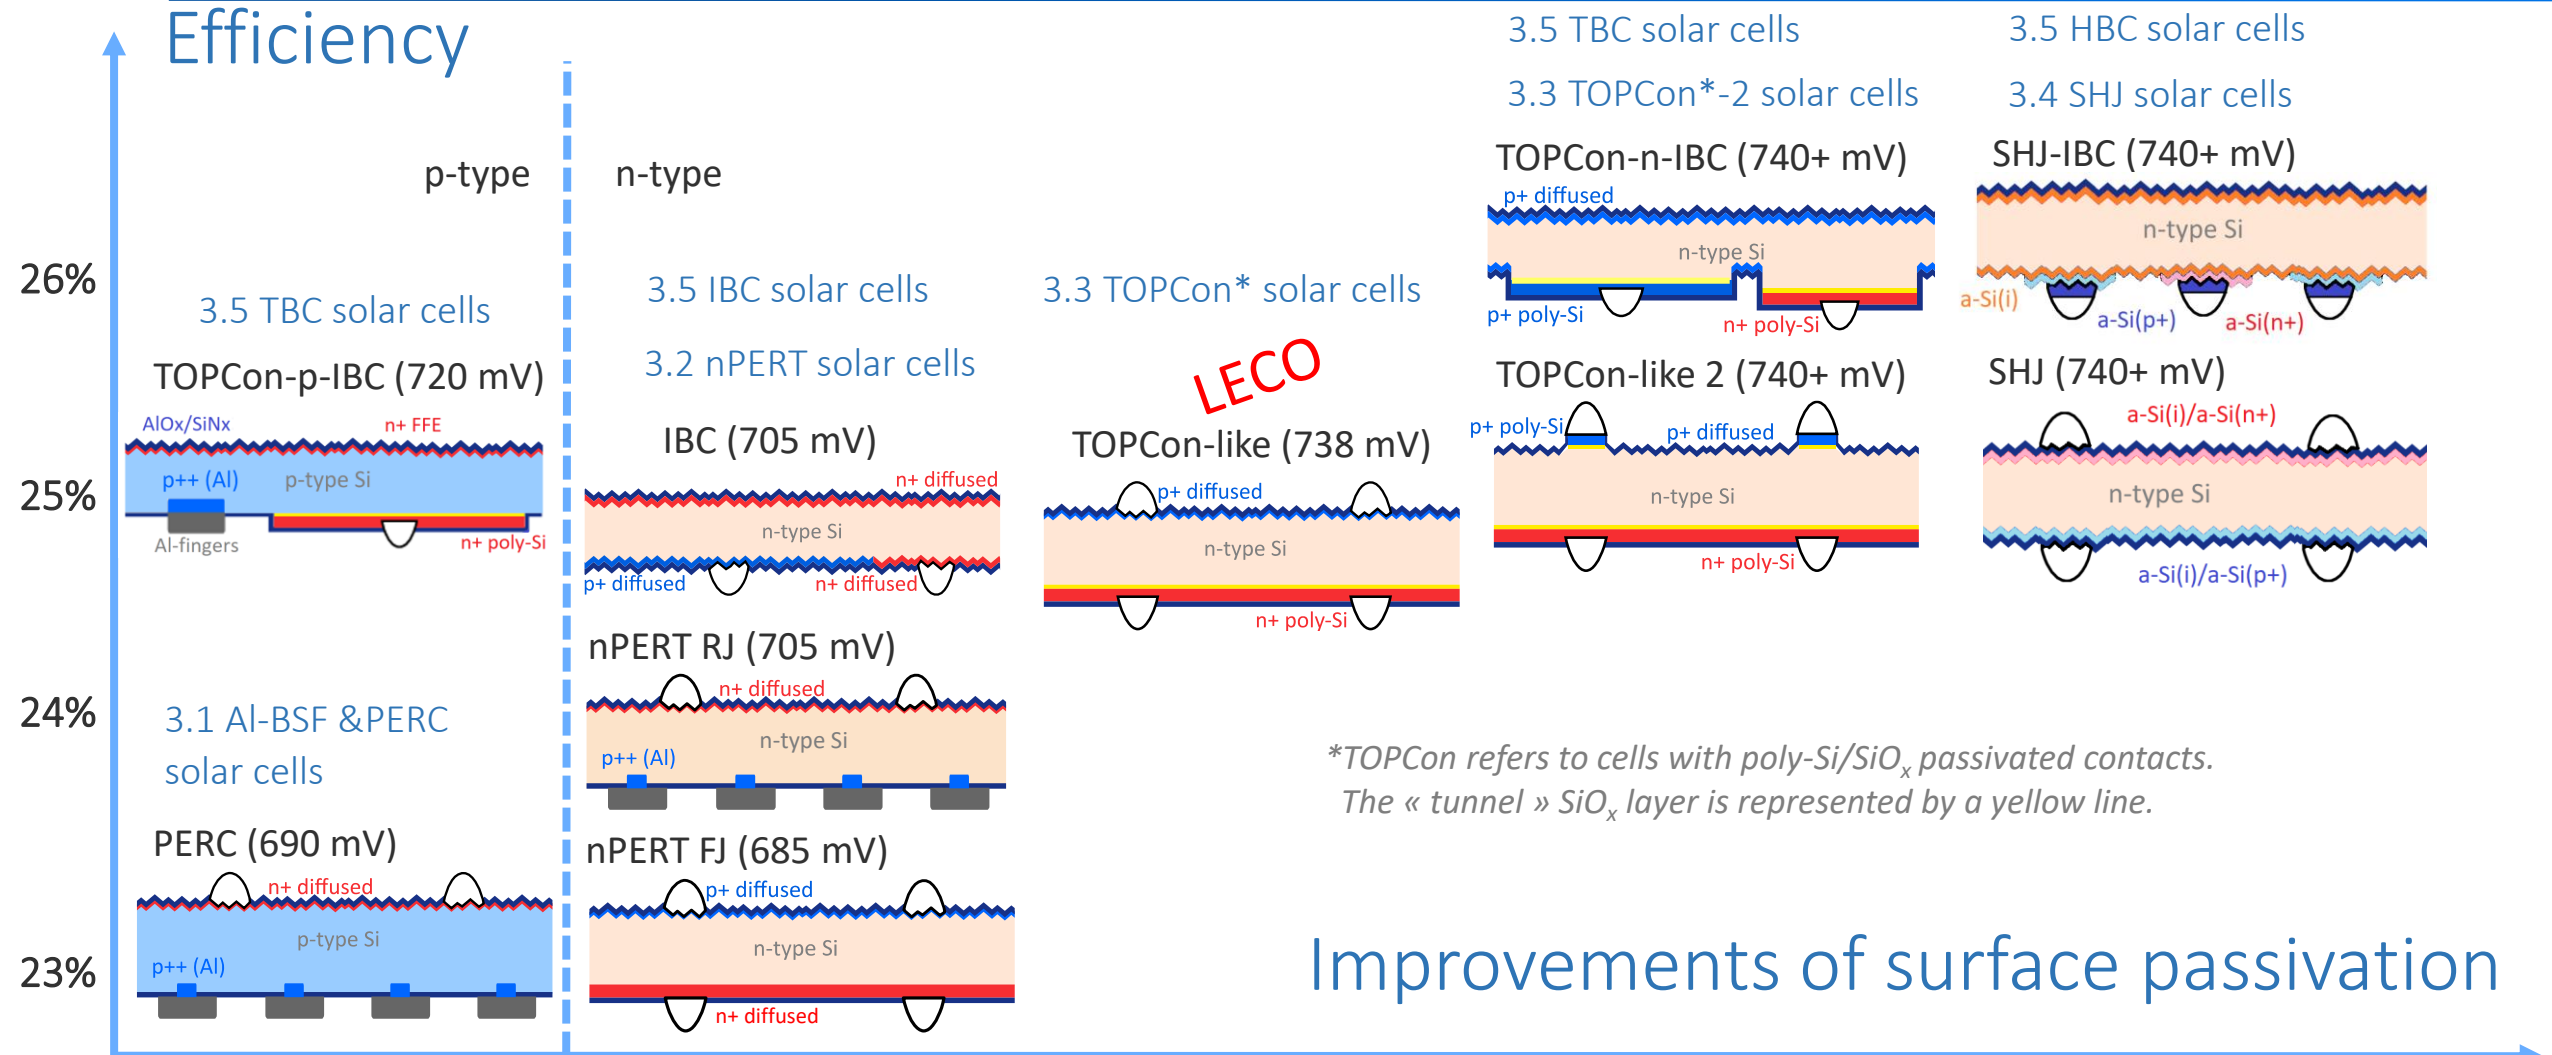 Efficiency
p-type
n-type
26%
25%
24%
23%
3.5 TBC solar cells
TOPCon-p-IBC (720 mV)
AlOx/SiNx
n+ FFE
p++ (Al)
p-type Si
Al-fingers
n+ poly-Si
3.1 Al-BSF &PERC
solar cells
PERC (690 mV)
n+ diffused
p-type Si
p++ (Al)
3.5 IBC solar cells
3.2 nPERT solar cells
IBC (705 mV)
n+ diffused
n-type Si
p+ diffused
n+ diffused
nPERT RJ (705 mV)
n+ diffused
n-type Si
p++ (Al)
nPERT FJ (685 mV)
p+ diffused
n-type Si
n+ diffused
3.3 TOPCon* solar cells
LECO
TOPCon-like (738 mV)
p+ diffused
n-type Si
n+ poly-Si
3.5 TBC solar cells
3.3 TOPCon*-2 solar cells
TOPCon-n-IBC (740+ mV)
p+ diffused
n-type Si
p+ poly-Si
n+ poly-Si
TOPCon-like 2 (740+ mV)
p+ poly-Si
p+ diffused
n-type Si
n+ poly-Si
3.5 HBC solar cells
3.4 SHJ solar cells
SHJ-IBC (740+ mV)
n-type Si
a-Si(i)
a-Si(p+)
a-Si(n+)
SHJ (740+ mV)
a-Si(i)/a-Si(n+)
n-type Si
a-Si(i)/a-Si(p+)
*TOPCon refers to cells with poly-Si/SiOx passivated contacts.
The « tunnel » SiOx layer is represented by a yellow line.
Improvements of surface passivation